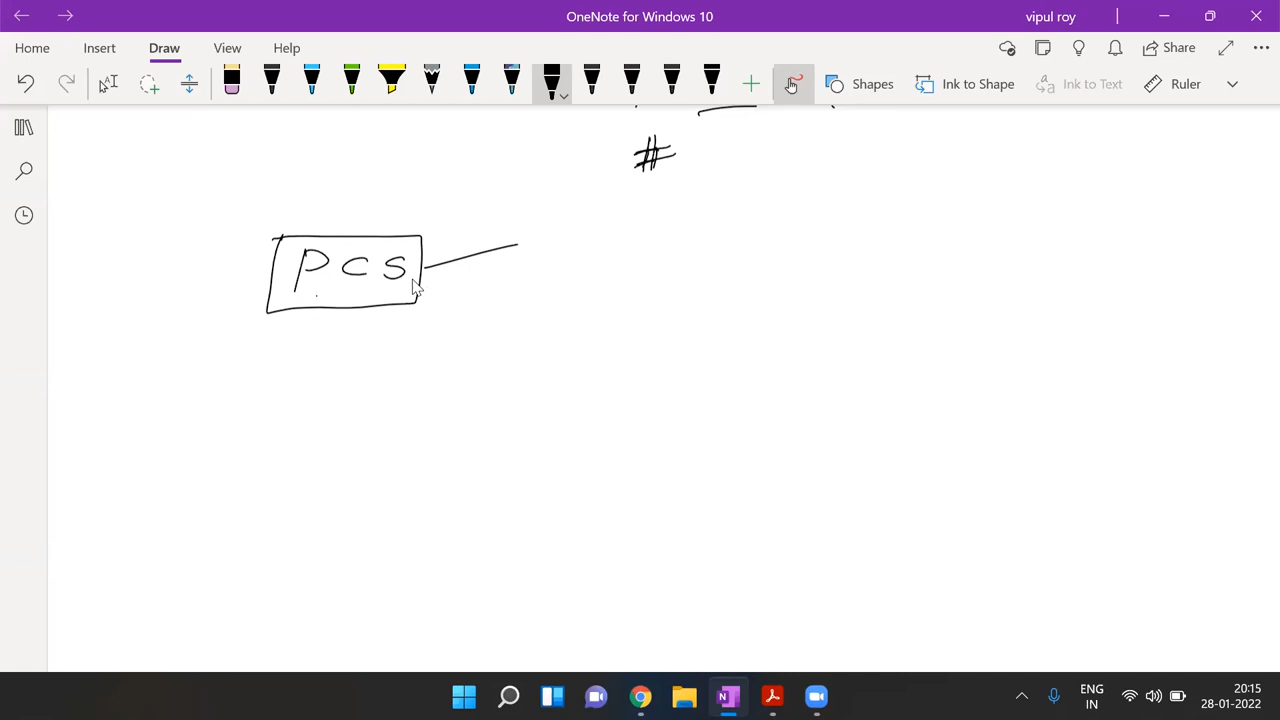 OneNote for Windows 10
vipul roy
Home Insert Draw View Help
Share
Shapes Ink to Shape Ink to Text Ruler
#
PCS
ENG
IN
20:15
28-01-2022